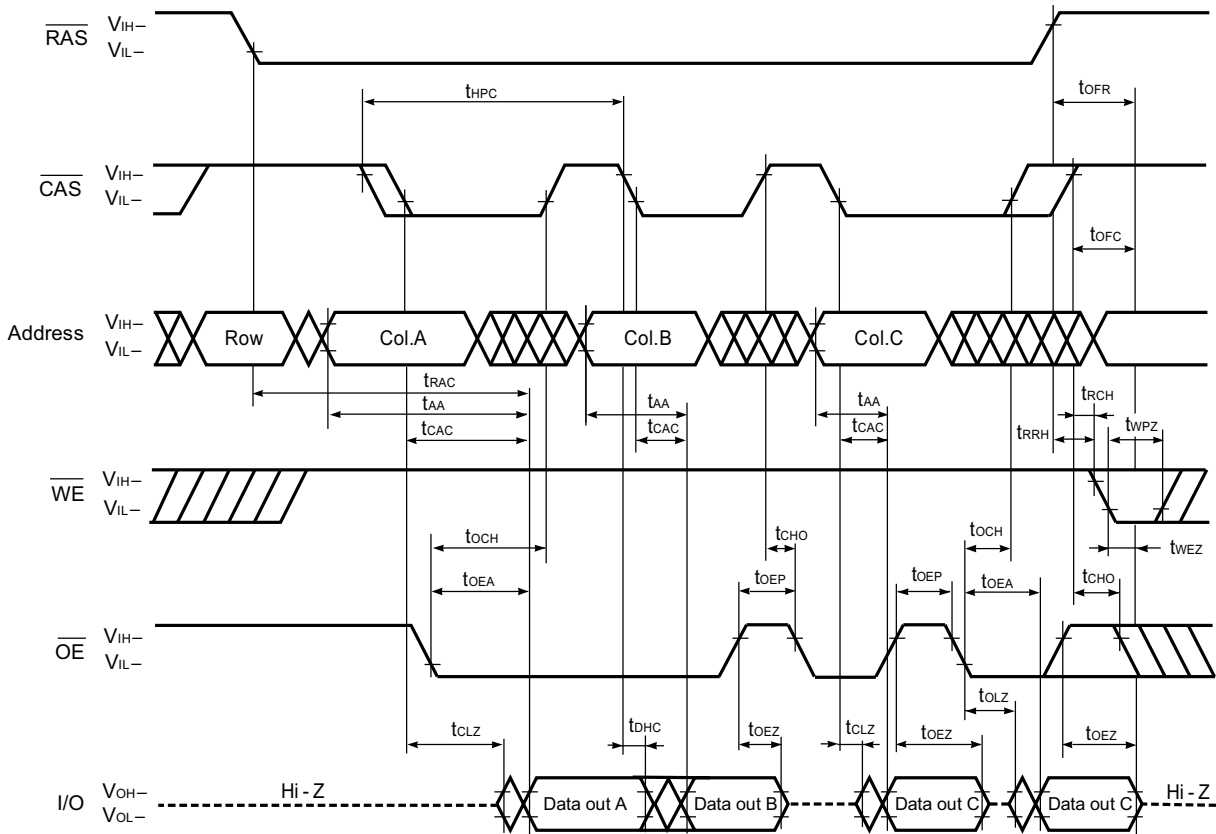 RAS VIH– VIL–
tHPC tOFR
CAS VIH– VIL–
tOFC
Address VIH– VIL– Row Col.A Col.B Col.C
tRAC
tAA tAA tAA
tCAC tCAC tCAC
tRCH
tRRH tWPZ
WE VIH– VIL–
tOCH tCHO tOCH tWEZ
tOEA tOEP tOEP tOEA tCHO
OE VIH– VIL–
tOLZ
tCLZ tDHC tOEZ tCLZ tOEZ tOEZ
I/O VOH– VOL– Hi - Z Data out A Data out B Data out C Data out C Hi - Z